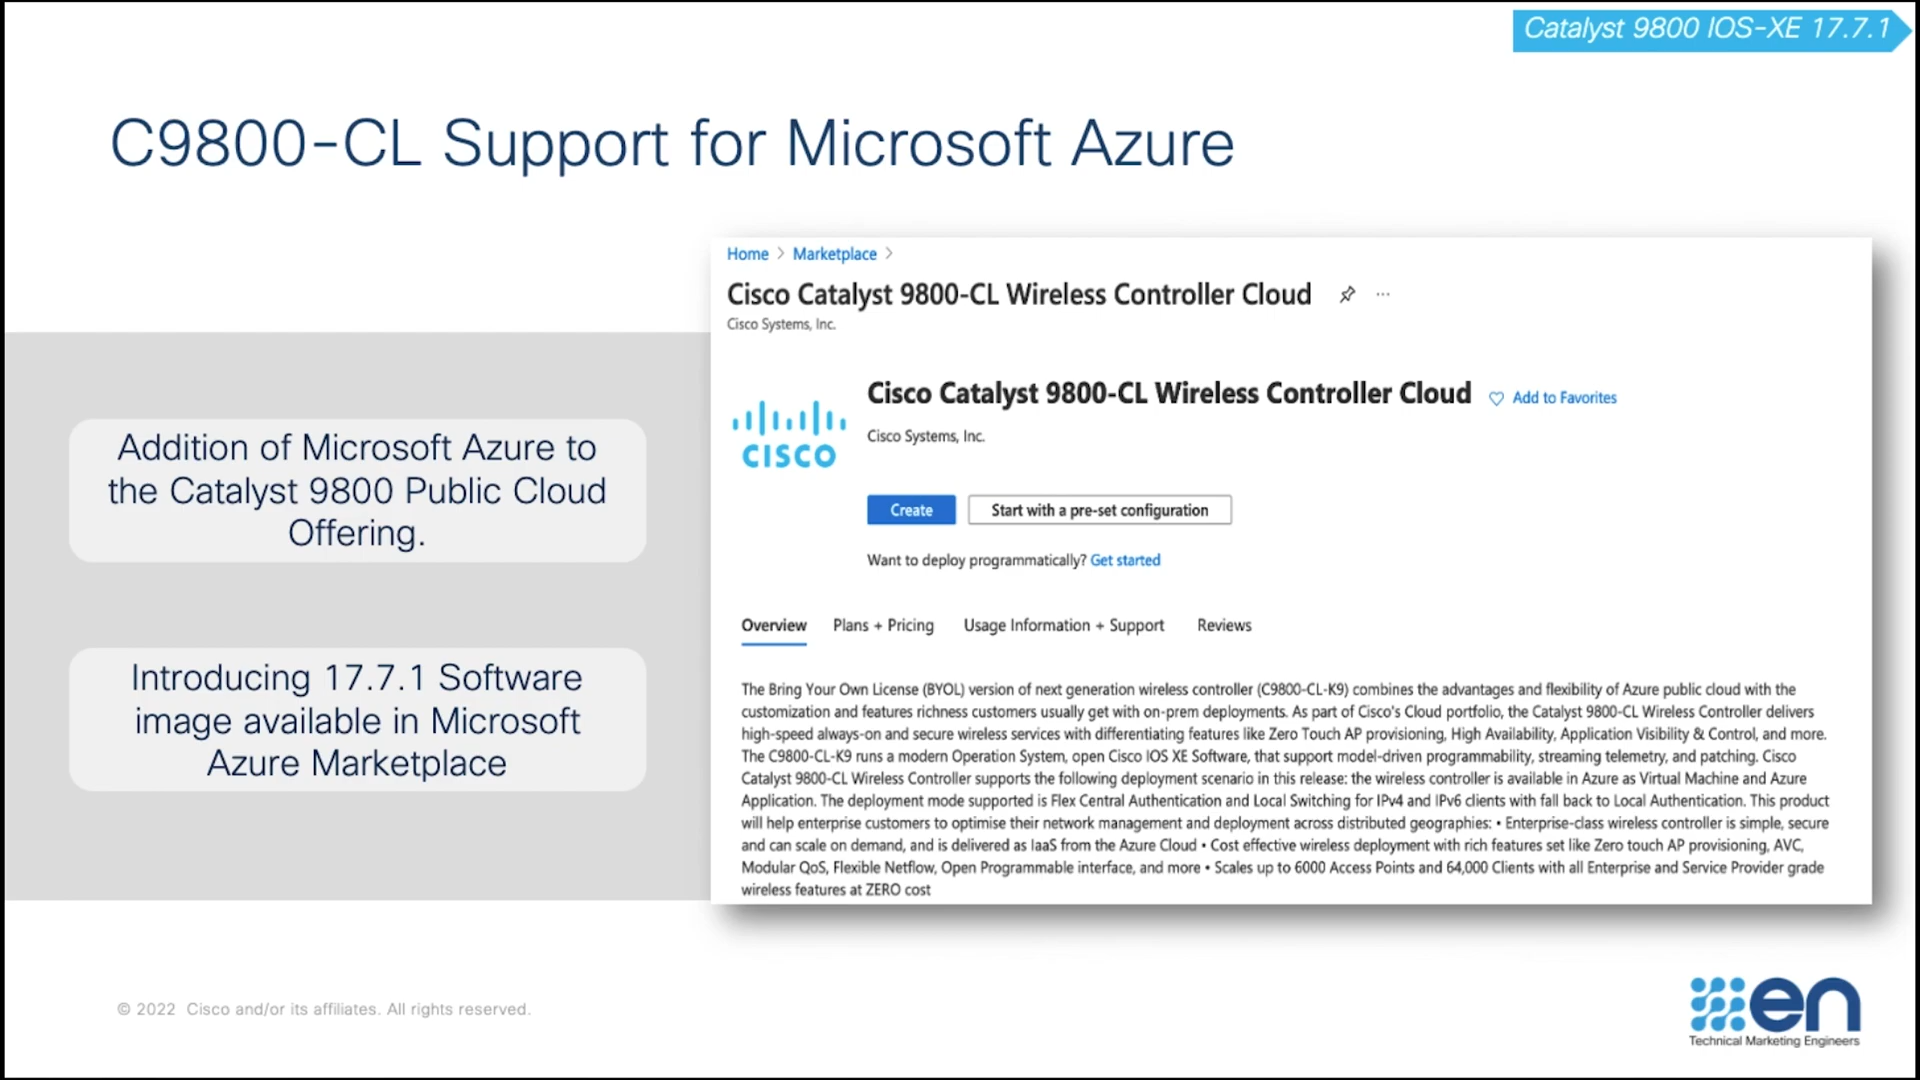 Catalyst 9800 IOS-XE 17.7.1
C9800-CL Support for Microsoft Azure
Addition of Microsoft Azure to
the Catalyst 9800 Public Cloud
Offering.
Introducing 17.7.1 Software
image available in Microsoft
Azure Marketplace
Home > Marketplace >
Cisco Catalyst 9800-CL Wireless Controller Cloud ...
Cisco Systems, Inc.
CISCO
Cisco Catalyst 9800-CL Wireless Controller Cloud Add to Favorites
Cisco Systems, Inc.
Create Start with a pre-set configuration
Want to deploy programmatically? Get started
Overview Plans + Pricing Usage Information + Support Reviews
The Bring Your Own License (BYOL) version of next generation wireless controller (C9800-CL-K9) combines the advantages and flexibility of Azure public cloud with the
customization and features richness customers usually get with on-prem deployments. As part of Cisco's Cloud portfolio, the Catalyst 9800-CL Wireless Controller delivers
high-speed always-on and secure wireless services with differentiating features like Zero Touch AP provisioning, High Availability, Application Visibility & Control, and more.
The C9800-CL-K9 runs a modern Operation System, open Cisco IOS XE Software, that support model-driven programmability, streaming telemetry, and patching. Cisco
Catalyst 9800-CL Wireless Controller supports the following deployment scenario in this release: the wireless controller is available in Azure as Virtual Machine and Azure
Application. The deployment mode supported is Flex Central Authentication and Local Switching for IPv4 and IPv6 clients with fall back to Local Authentication. This product
will help enterprise customers to optimise their network management and deployment across distributed geographies: • Enterprise-class wireless controller is simple, secure
and can scale on demand, and is delivered as IaaS from the Azure Cloud • Cost effective wireless deployment with rich features set like Zero touch AP provisioning, AVC,
Modular QoS, Flexible Netflow, Open Programmable interface, and more • Scales up to 6000 Access Points and 64,000 Clients with all Enterprise and Service Provider grade
wireless features at ZERO cost
© 2022 Cisco and/or its affiliates. All rights reserved.
en
Technical Marketing Engineers